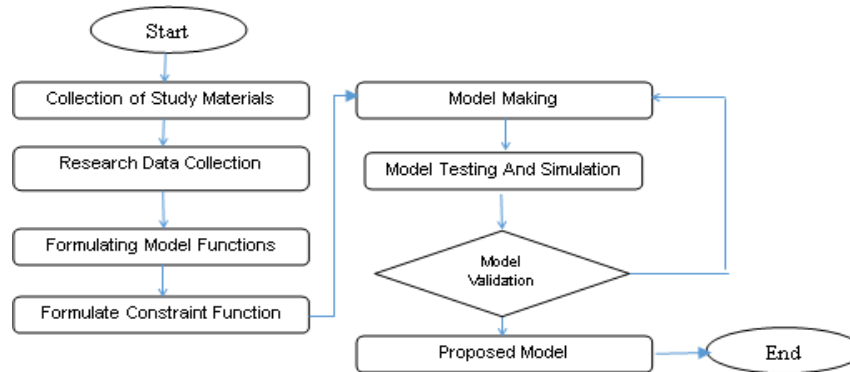 Start
Collection of Study Materials
Research Data Collection
Formulating Model Functions
Formulate Constraint Function
Model Making
Model Testing And Simulation
Model
Validation
Proposed Model
End